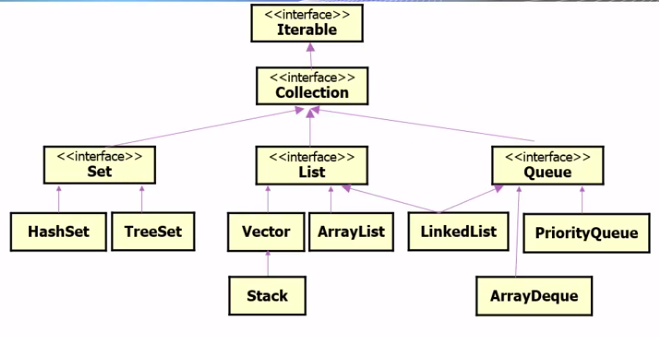 <<interface>>
Iterable
<<interface>>
Collection
<<interface>>
Set
<<interface>>
List
<<interface>>
Queue
HashSet
TreeSet
Vector
ArrayList
LinkedList
PriorityQueue
Stack
ArrayDeque